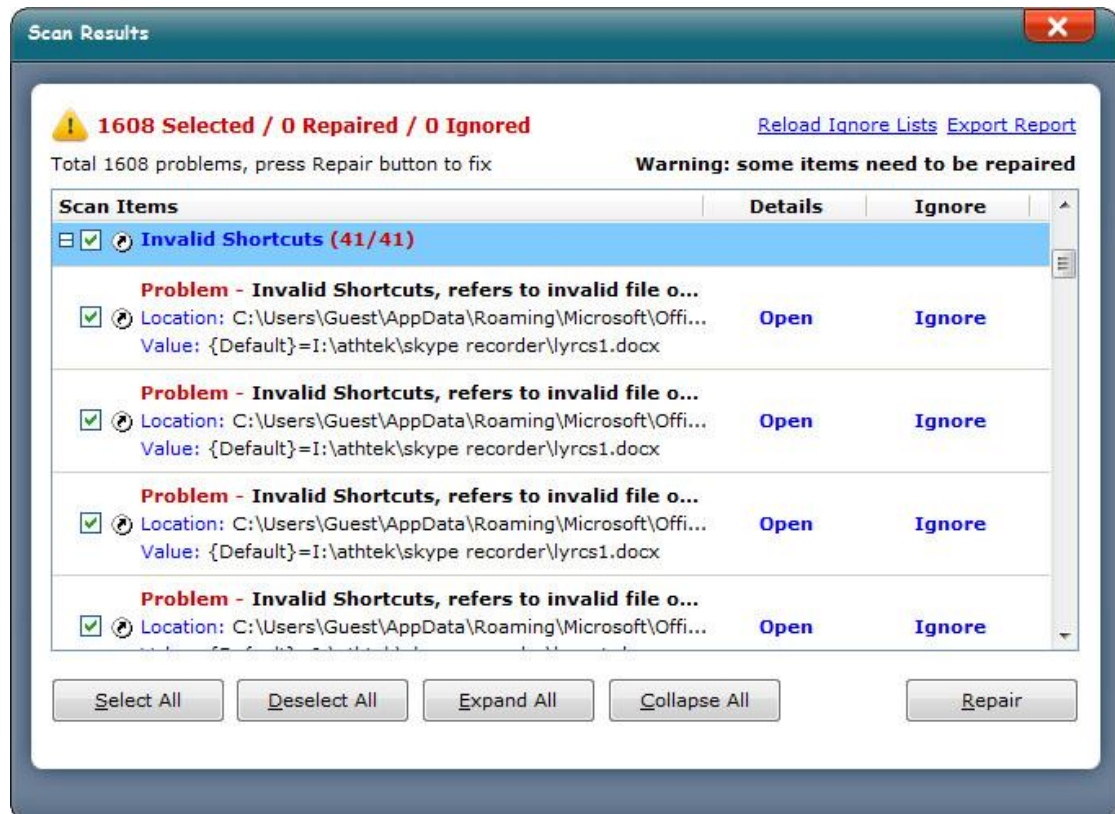 Scan Results
1608 Selected / 0 Repaired / 0 Ignored
Reload Ignore Lists Export Report
Total 1608 problems, press Repair button to fix
Warning: some items need to be repaired
Scan Items Details Ignore
Invalid Shortcuts (41/41)
Problem - Invalid Shortcuts, refers to invalid file o...
Location: C:\Users\Guest\AppData\Roaming\Microsoft\Offi... Open Ignore
Value: {Default}=I:\athtek\skype recorder\lyrcs1.docx
Problem - Invalid Shortcuts, refers to invalid file o...
Location: C:\Users\Guest\AppData\Roaming\Microsoft\Offi... Open Ignore
Value: {Default}=I:\athtek\skype recorder\lyrcs1.docx
Problem - Invalid Shortcuts, refers to invalid file o...
Location: C:\Users\Guest\AppData\Roaming\Microsoft\Offi... Open Ignore
Value: {Default}=I:\athtek\skype recorder\lyrcs1.docx
Problem - Invalid Shortcuts, refers to invalid file o...
Location: C:\Users\Guest\AppData\Roaming\Microsoft\Offi... Open Ignore
Select All Deselect All Expand All Collapse All Repair